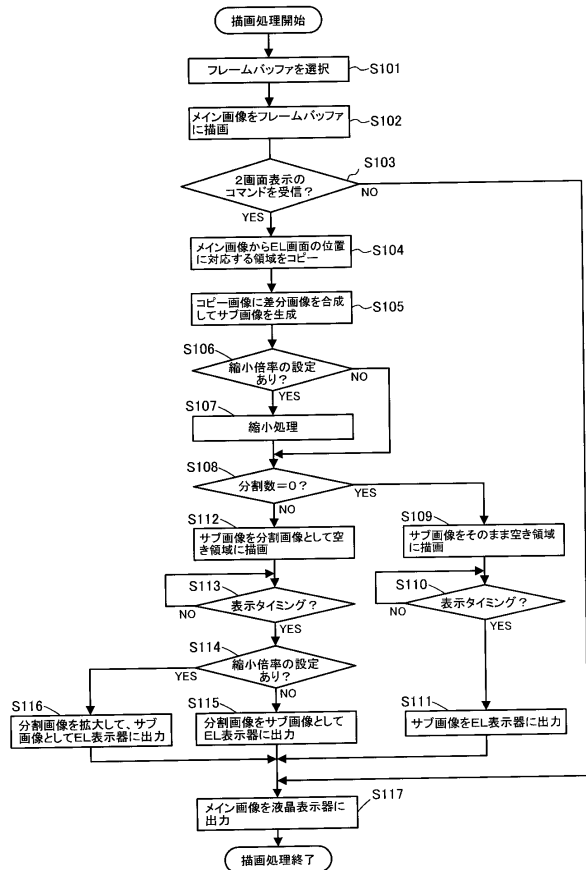 描画処理開始
フレームバッファを選択
S101
メイン画像をフレームバッファ
に描画
S102
S103
2画面表示の
コマンドを受信?
NO
YES
メイン画像からEL画面の位置
に対応する領域をコピー
S104
コピー画像に差分画像を合成
してサブ画像を生成
S105
S106
縮小倍率の設定
あり?
NO
YES
S107
縮小処理
S108
分割数=0?
YES
NO
S112
サブ画像を分割画像として空
き領域に描画
S109
サブ画像をそのまま空き領域
に描画
S113
表示タイミング?
NO
YES
S110
表示タイミング?
NO
YES
S114
縮小倍率の設定
あり?
YES
NO
S116
分割画像を拡大して、サブ
画像としてEL表示器に出力
S115
分割画像をサブ画像として
EL表示器に出力
S111
サブ画像をEL表示器に出力
メイン画像を液晶表示器に
出力
S117
描画処理終了